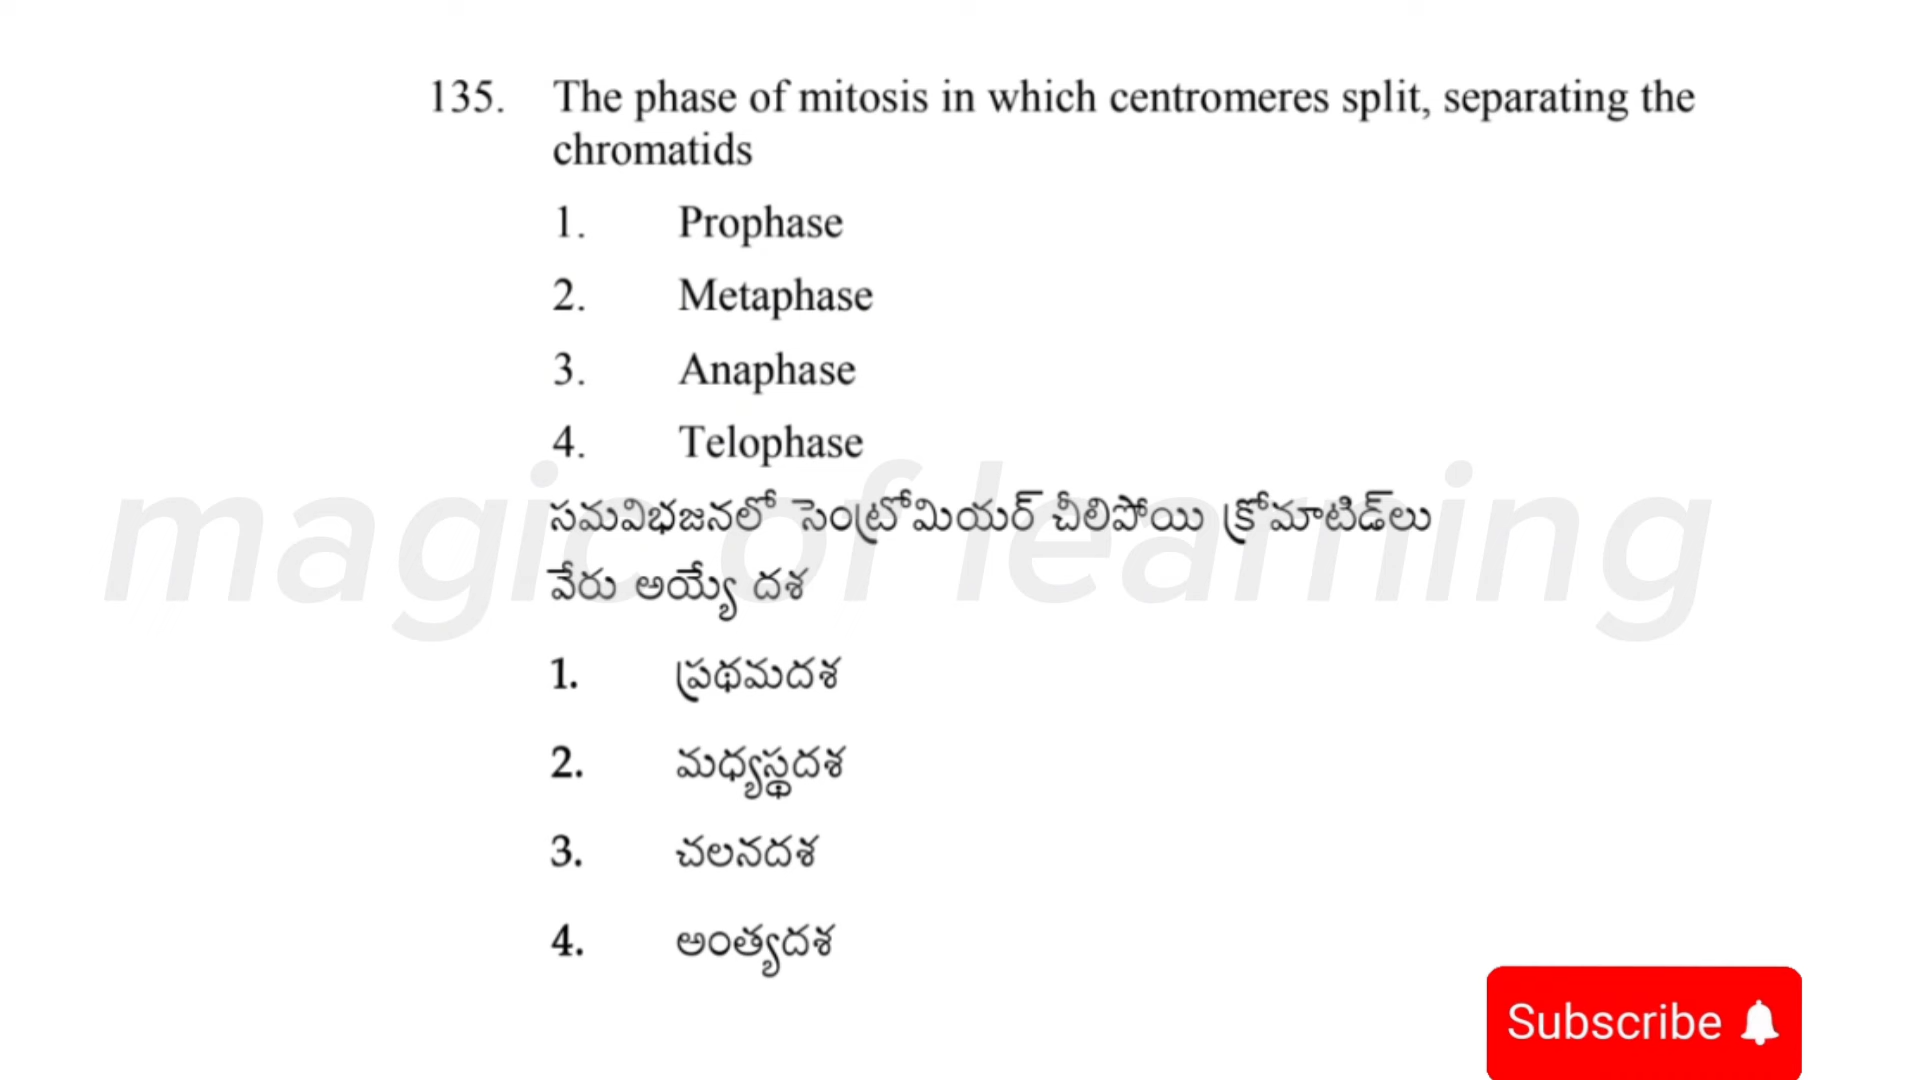 135. The phase of mitosis in which centromeres split, separating the
chromatids
1. Prophase
2. Metaphase
3. Anaphase
4. Telophase
magic of learning
సమవిభజనలో సెంట్రోమియర్ చీలిపోయి క్రోమాటిడ్‌లు
వేరు అయ్యే దశ
1. ప్రథమదశ
2. మధ్యస్థదశ
3. చలనదశ
4. అంత్యదశ
Subscribe